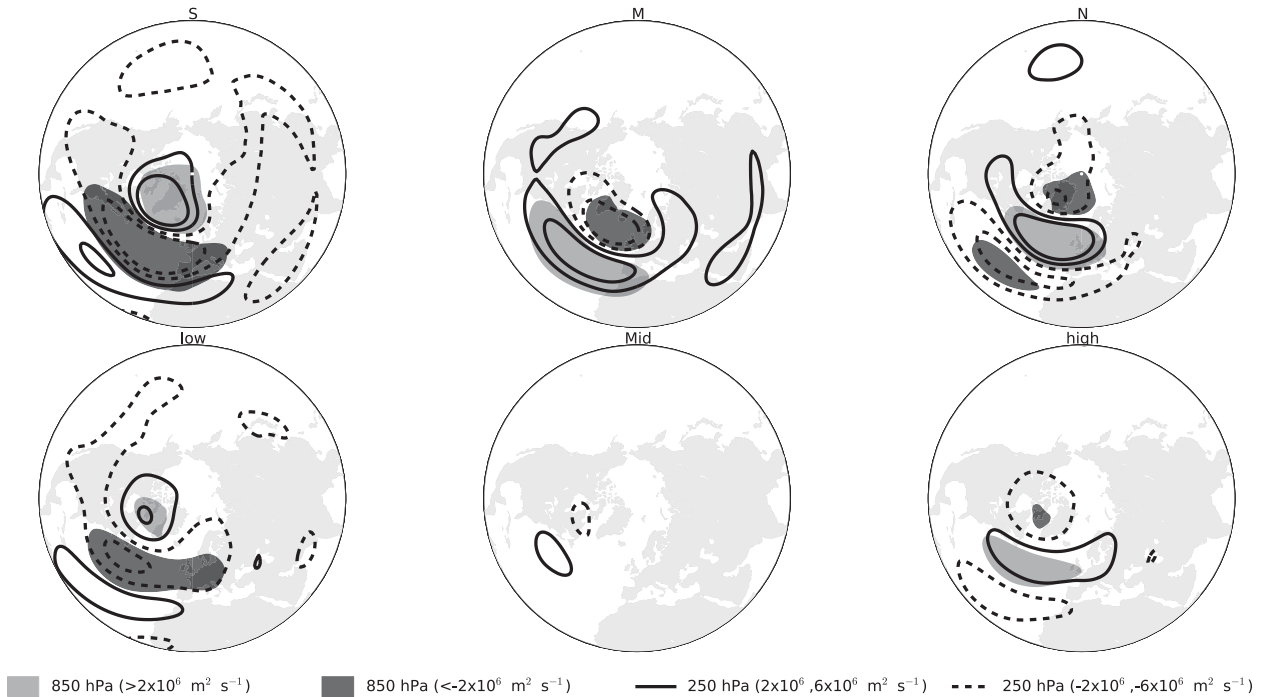 S M N
low Mid high
850 hPa (>2x10⁶ m² s⁻¹) 850 hPa (<-2x10⁶ m² s⁻¹) 250 hPa (2x10⁶ ,6x10⁶ m² s⁻¹) 250 hPa (-2x10⁶ ,-6x10⁶ m² s⁻¹)